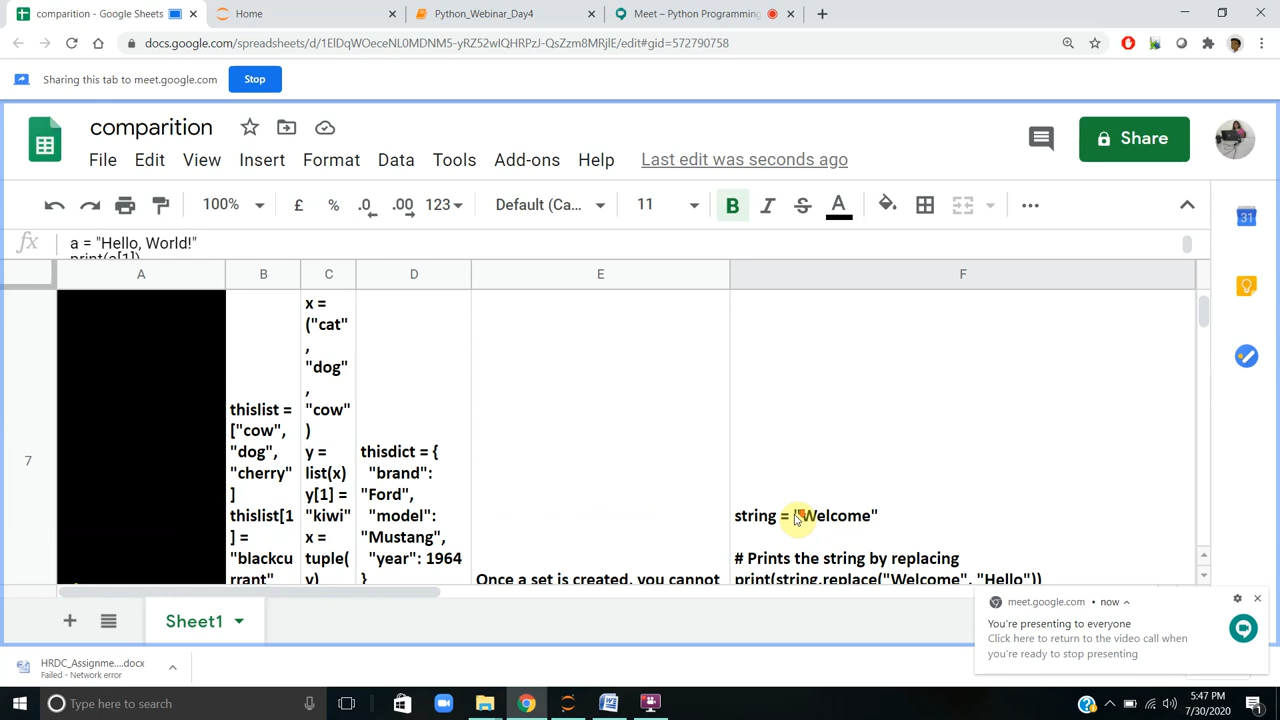 comparition - Google Sheets
Home
Python_Webinar_Day4
Meet – Python Programming
docs.google.com/spreadsheets/d/1ElDqWOeceNL0MDNM5-yRZ52wIQHRPzJ-QsZzm8MRjlE/edit#gid=572790758
Sharing this tab to meet.google.com
Stop
comparition
File Edit View Insert Format Data Tools Add-ons Help Last edit was seconds ago
Share
100% £ % .0 .00 123 Default (Ca... 11 B I S A
fx
a = "Hello, World!"
print(a[1])
A B C D E F
7
thislist =
["cow",
"dog",
"cherry"
]
thislist[1
] =
"blackcu
rrant"
x =
("cat"
,
"dog"
,
"cow"
)
y =
list(x)
y[1] =
"kiwi"
x =
tuple(
y)
thisdict = {
"brand":
"Ford",
"model":
"Mustang",
"year": 1964
}
Once a set is created, you cannot
string = "Welcome"
# Prints the string by replacing
print(string.replace("Welcome", "Hello"))
31
Sheet1
meet.google.com • now
You're presenting to everyone
Click here to return to the video call when
you're ready to stop presenting
HRDC_Assignme....docx
Failed - Network error
Type here to search
5:47 PM
7/30/2020
1